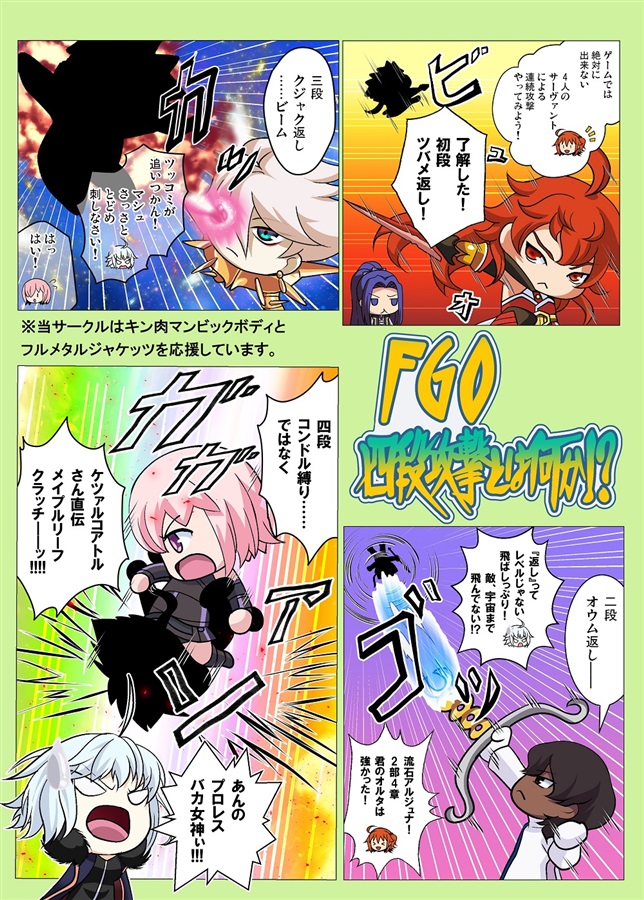 ゲームでは
絶対に
出来ない
4人の
サーヴァント
による
連続攻撃
やってみよう!
ビ
ュ
オ
了解した!
初段
ツバメ返し!
FGO
四段攻撃とは何か!?
二段
オウム返し――
『返し』って
レベルじゃない
飛ばしっぷり!
敵、宇宙まで
飛んでない!?
ゴッ
流石アルジュナ!
2部4章
君のオルタは
強かった!
三段
クジャク返し
……ビーム
カッ
ツッコミが
追いつかん!
マシュ
さっさと
とどめ
刺しなさい!
はっ
はい!
※当サークルはキン肉マンビックボディと
フルメタルジャケッツを応援しています。
四段
コンドル縛り……
ではなく
ガガガ
ケツァルコアトル
さん直伝
メイプルリーフ
クラッチーーッ!!!!
ァン
あんの
プロレス
バカ女神ぃ!!!